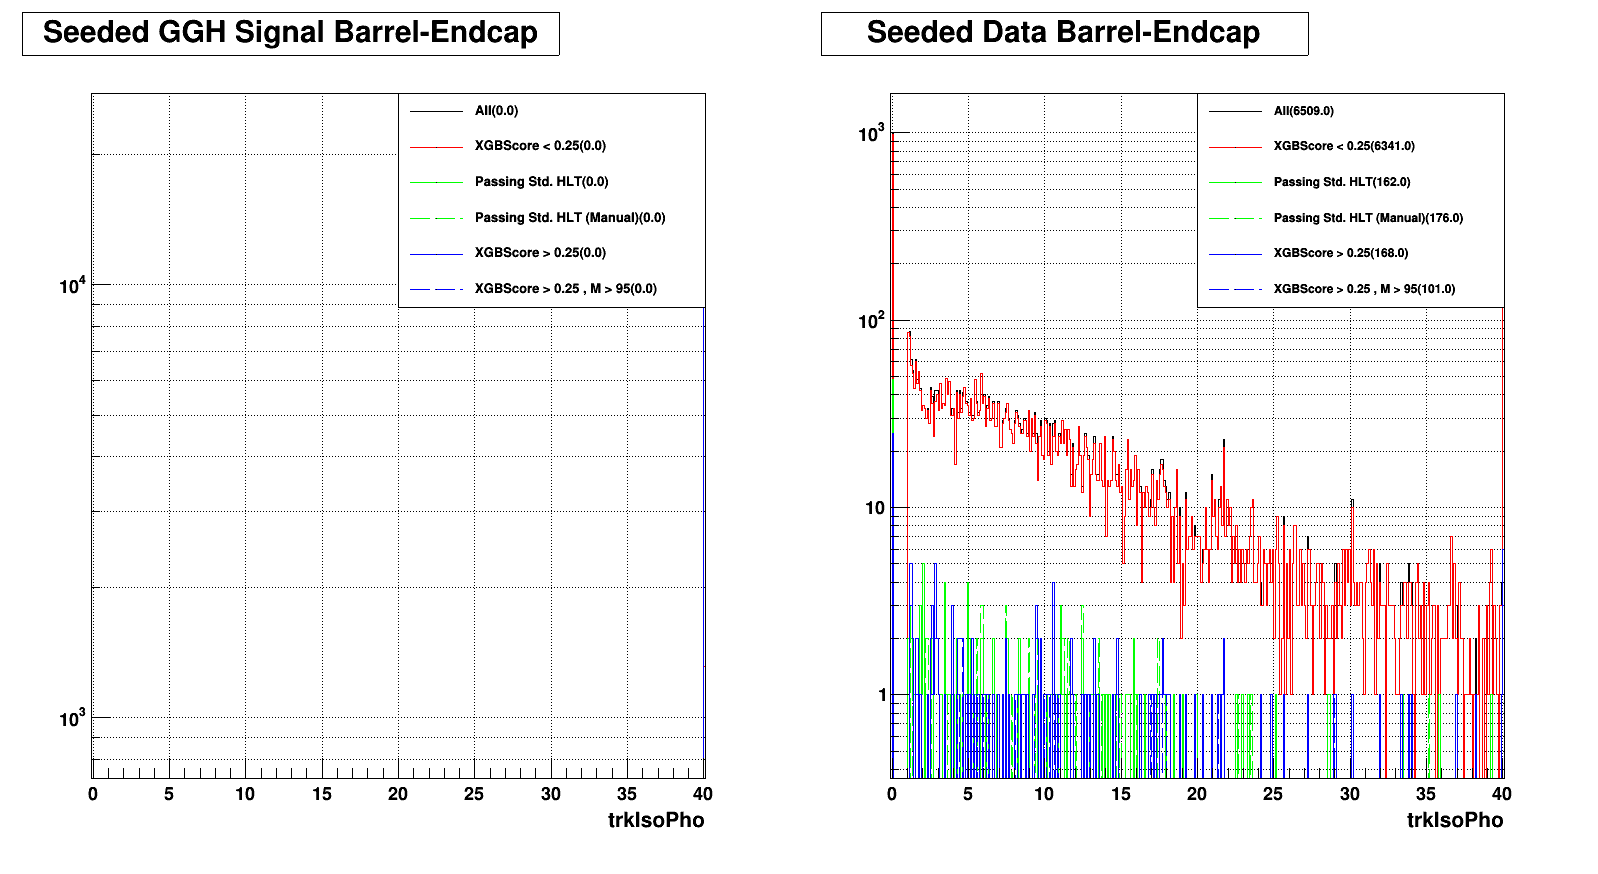 Seeded GGH Signal Barrel-Endcap
All(0.0)
XGBScore < 0.25(0.0)
Passing Std. HLT(0.0)
Passing Std. HLT (Manual)(0.0)
XGBScore > 0.25(0.0)
XGBScore > 0.25 , M > 95(0.0)
10^4
10^3
0 5 10 15 20 25 30 35 40
trkIsoPho
Seeded Data Barrel-Endcap
All(6509.0)
XGBScore < 0.25(6341.0)
Passing Std. HLT(162.0)
Passing Std. HLT (Manual)(176.0)
XGBScore > 0.25(168.0)
XGBScore > 0.25 , M > 95(101.0)
10^3
10^2
10
1
0 5 10 15 20 25 30 35 40
trkIsoPho